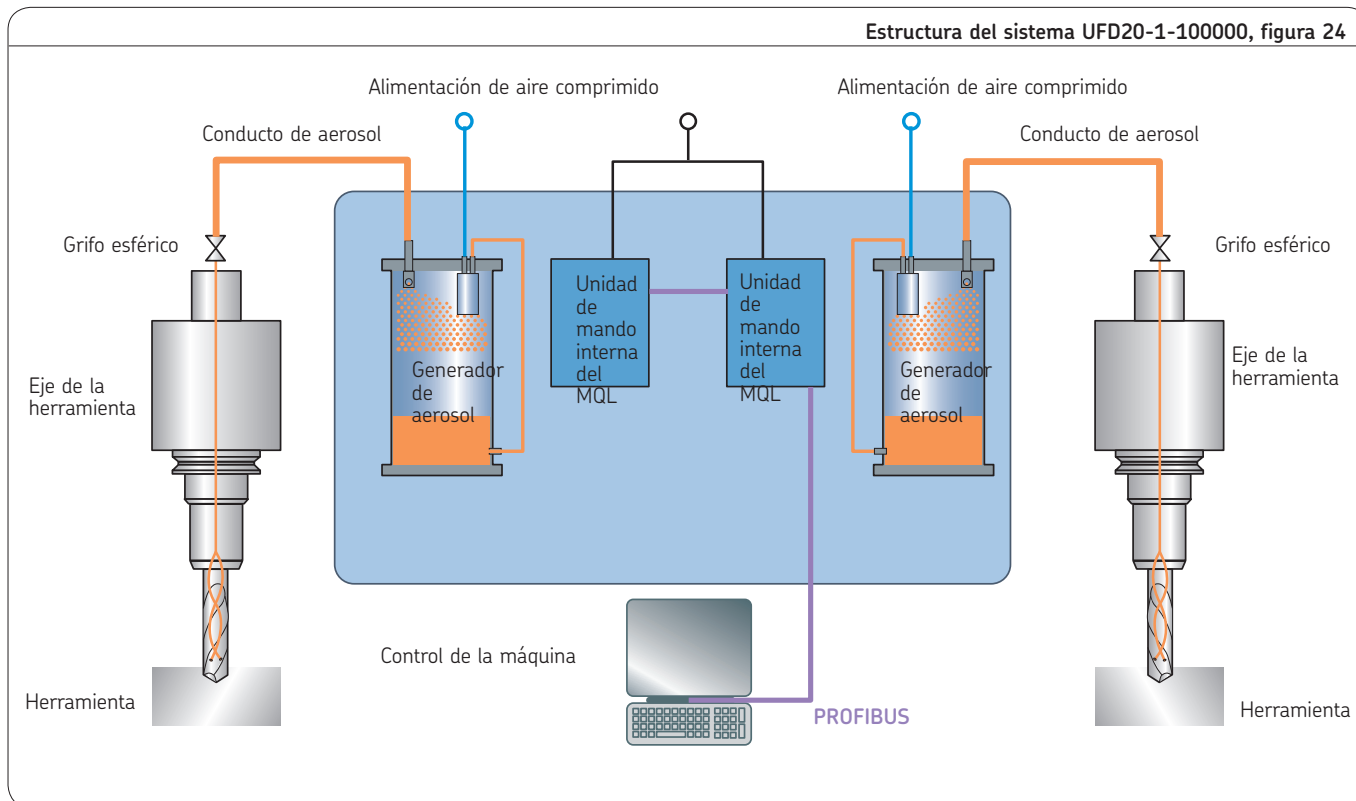 Estructura del sistema UFD20-1-100000, figura 24
Alimentación de aire comprimido
Alimentación de aire comprimido
Conducto de aerosol
Conducto de aerosol
Grifo esférico
Grifo esférico
Unidad
de
mando
interna
del
MQL
Unidad
de
mando
interna
del
MQL
Generador
de
aerosol
Generador
de
aerosol
Eje de la
herramienta
Eje de la
herramienta
Control de la máquina
Herramienta
PROFIBUS
Herramienta